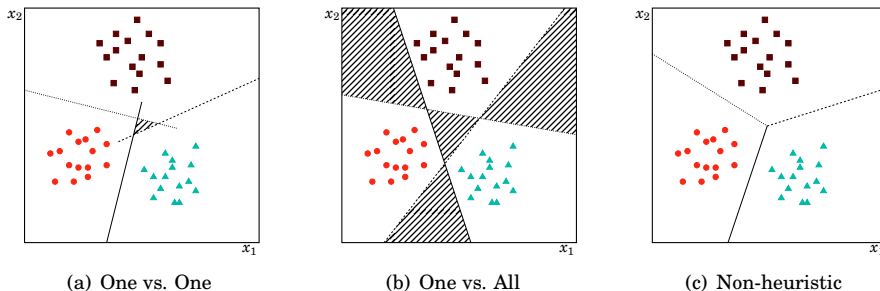 x2
x2
x2
x1
x1
x1
(a) One vs. One
(b) One vs. All
(c) Non-heuristic